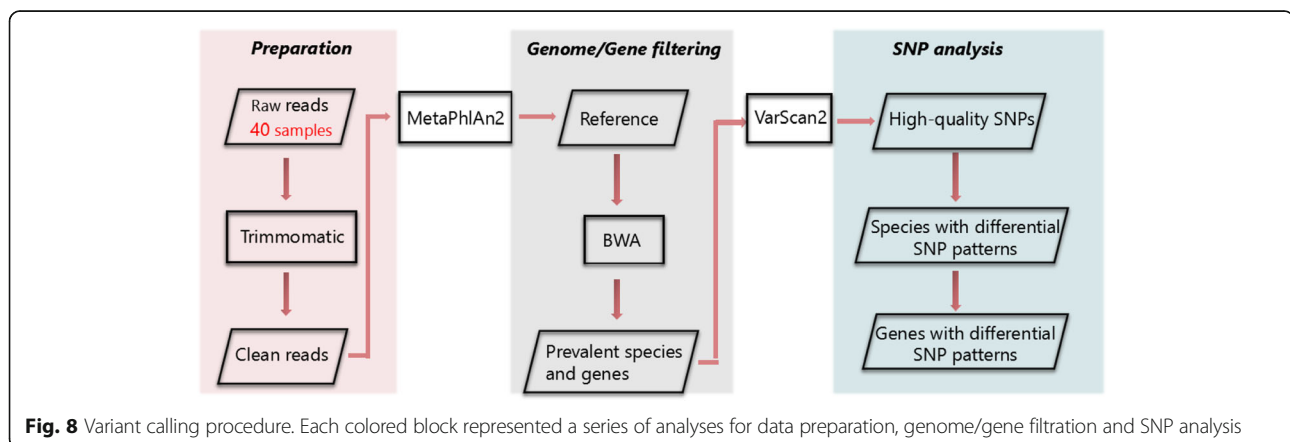 Preparation
Raw reads
40 samples
Trimmomatic
Clean reads
MetaPhlAn2
Genome/Gene filtering
Reference
BWA
Prevalent species
and genes
VarScan2
SNP analysis
High-quality SNPs
Species with differential
SNP patterns
Genes with differential
SNP patterns
Fig. 8 Variant calling procedure. Each colored block represented a series of analyses for data preparation, genome/gene filtration and SNP analysis